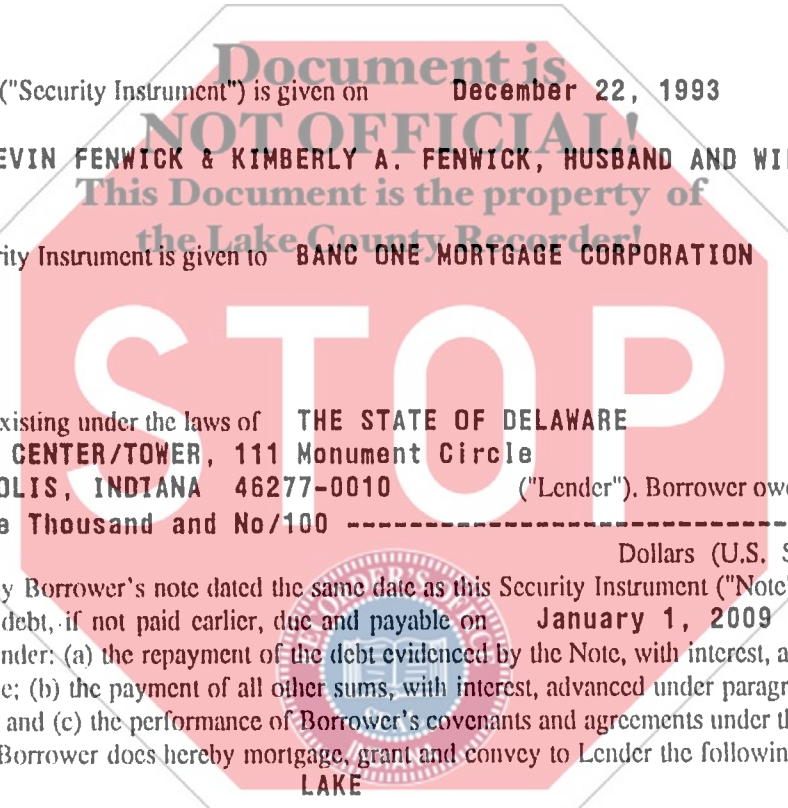 Document is
("Security Instrument") is given on December 22, 1993
NOT OFFICIAL!
EVIN FENWICK & KIMBERLY A. FENWICK, HUSBAND AND WI
This Document is the property of
the Lake County Recorder!
rity Instrument is given to BANC ONE MORTGAGE CORPORATION
STOP
xisting under the laws of THE STATE OF DELAWARE
CENTER/TOWER, 111 Monument Circle
OLIS, INDIANA 46277-0010 ("Lender"). Borrower owe
e Thousand and No/100 ----------------------------
Dollars (U.S. $
y Borrower's note dated the same date as this Security Instrument ("Note"
debt, if not paid earlier, due and payable on January 1, 2009
nder: (a) the repayment of the debt evidenced by the Note, with interest, a
e; (b) the payment of all other sums, with interest, advanced under paragr
and (c) the performance of Borrower's covenants and agreements under th
Borrower does hereby mortgage, grant and convey to Lender the followin
LAKE
RECORDER'S OFFICE
SEAL
INDIANA